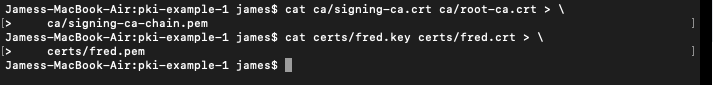 Jamess-MacBook-Air:pki-example-1 james$ cat ca/signing-ca.crt ca/root-ca.crt > \
[>     ca/signing-ca-chain.pem ]
Jamess-MacBook-Air:pki-example-1 james$ cat certs/fred.key certs/fred.crt > \
[>     certs/fred.pem ]
Jamess-MacBook-Air:pki-example-1 james$